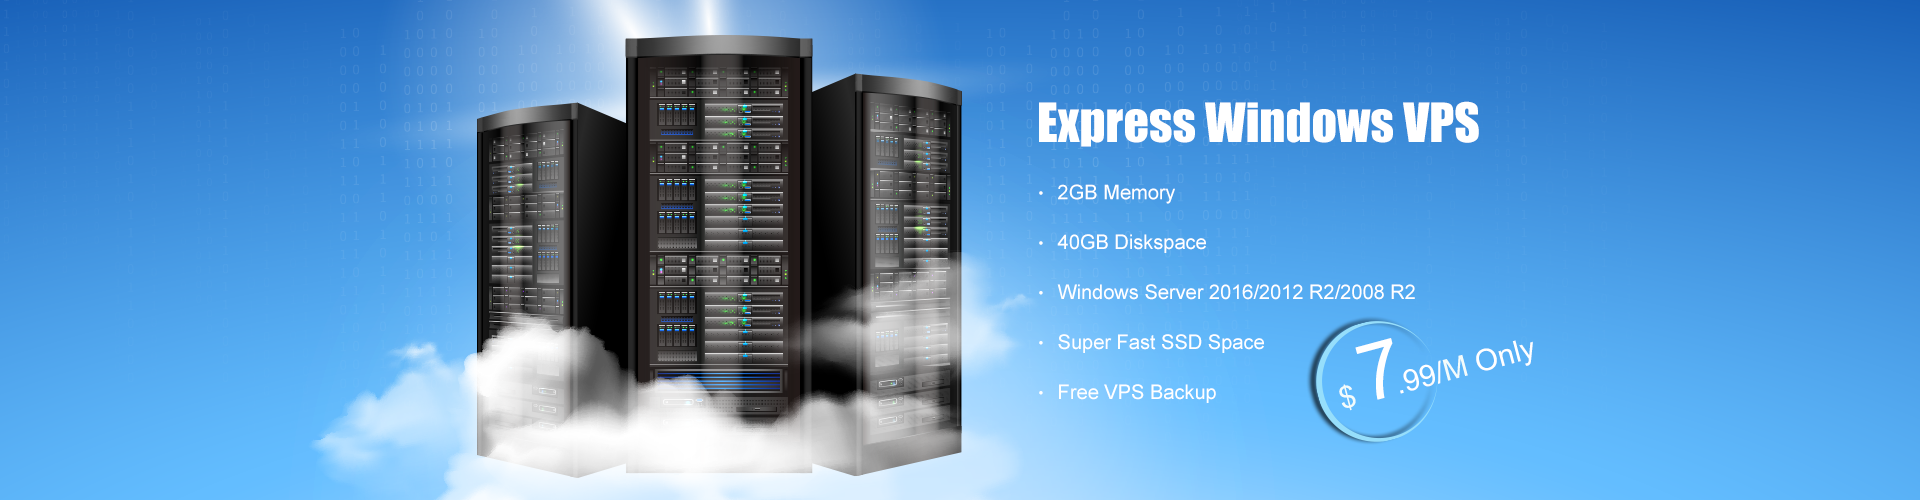 Express Windows VPS
· 2GB Memory
· 40GB Diskspace
· Windows Server 2016/2012 R2/2008 R2
· Super Fast SSD Space
· Free VPS Backup
$7.99/M Only